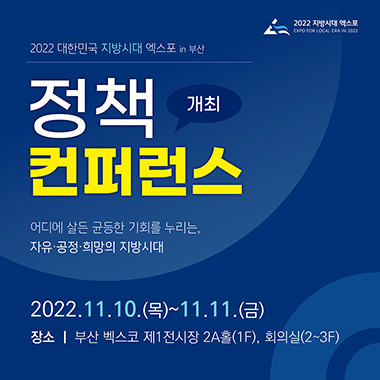 2022 지방시대 엑스포
EXPO FOR LOCAL ERA IN 2022
2022 대한민국 지방시대 엑스포 in 부산
정책 개최
컨퍼런스
어디에 살든 균등한 기회를 누리는,
자유·공정·희망의 지방시대
2022.11.10.(목)~11.11.(금)
장소 | 부산 벡스코 제1전시장 2A홀(1F), 회의실(2~3F)